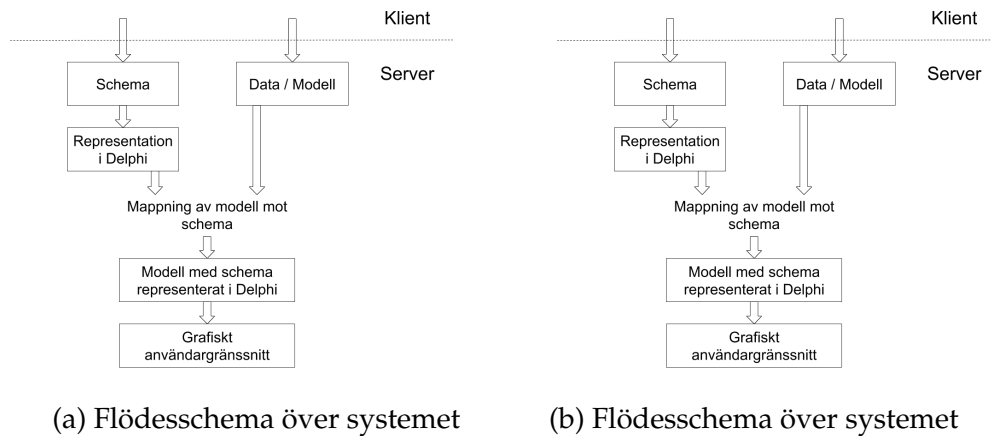 Klient
Server
Schema
Data / Modell
Representation
i Delphi
Mappning av modell mot
schema
Modell med schema
representerat i Delphi
Grafiskt
användargränssnitt
(a) Flödesschema över systemet
Klient
Server
Schema
Data / Modell
Representation
i Delphi
Mappning av modell mot
schema
Modell med schema
representerat i Delphi
Grafiskt
användargränssnitt
(b) Flödesschema över systemet